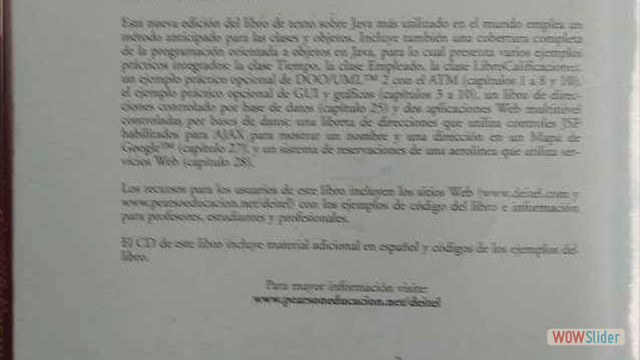 Esta nueva edición del libro de texto sobre Java más utilizado en el mundo emplea un
método anticipado para las clases y objetos. Incluye también una cobertura completa
de la programación orientada a objetos en Java, para lo cual presenta varios ejemplos
prácticos integrados: la clase Tiempo, la clase Empleado, la clase LibroCalificaciones,
un ejemplo práctico opcional de DOO/UML™ 2 con el ATM (capítulos 1 a 8 y 10),
el ejemplo práctico opcional de GUI y gráficos (capítulos 3 a 10), un libro de direc-
ciones controlado por base de datos (capítulo 25) y dos aplicaciones Web multinivel
controladas por bases de datos: una libreta de direcciones que utiliza controles JSF
habilitados para AJAX para mostrar un nombre y una dirección en un Mapa de
Google™ (capítulo 27), y un sistema de reservaciones de una aerolínea que utiliza ser-
vicios Web (capítulo 28).
Los recursos para los usuarios de este libro incluyen los sitios Web (www.deitel.com y
www.pearsoneducacion.net/deitel) con los ejemplos de código del libro e información
para profesores, estudiantes y profesionales.
El CD de este libro incluye material adicional en español y códigos de los ejemplos del
libro.
Para mayor información visite:
www.pearsoneducacion.net/deitel
WOWSlider